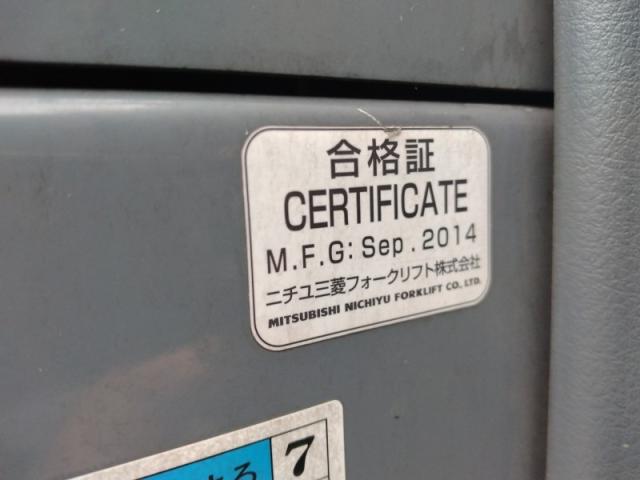 合格証
CERTIFICATE
M.F.G: Sep. 2014
ニチユ三菱フォークリフト株式会社
MITSUBISHI NICHIYU FORKLIFT CO., LTD.
7